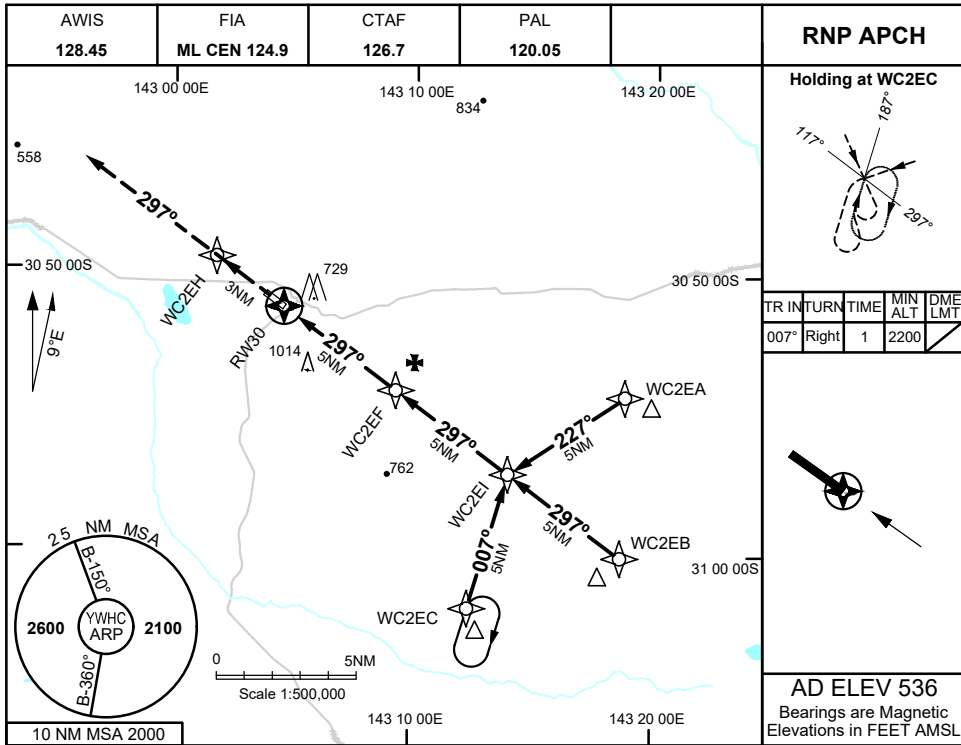 AWIS
128.45
FIA
ML CEN 124.9
CTAF
126.7
PAL
120.05
RNP APCH
143 00 00E
143 10 00E
143 20 00E
834
558
297°
WC2EH
3NM
729
30 50 00S
30 50 00S
9°E
RW30
1014
297°
5NM
WC2EF
WC2EA
297°
5NM
227°
5NM
762
WC2EI
297°
5NM
WC2EB
007°
5NM
31 00 00S
WC2EC
25 NM MSA
B-150°
2600
YWHC
ARP
2100
B-360°
0
5NM
Scale 1:500,000
10 NM MSA 2000
143 10 00E
143 20 00E
Holding at WC2EC
187°
117°
297°
TR IN TURN TIME MIN ALT DME LMT
007° Right 1 2200
AD ELEV 536
Bearings are Magnetic
Elevations in FEET AMSL